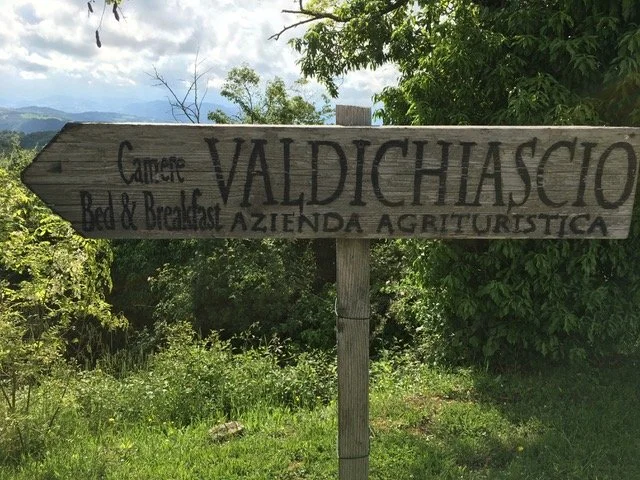 Camere
Bed & Breakfast
VALDICHIASCIO
AZIENDA AGRITURISTICA